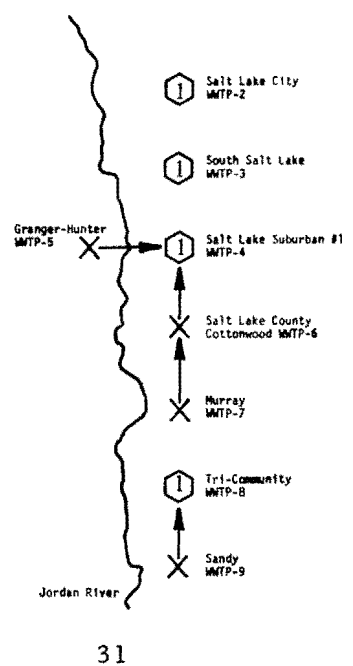 1
Salt Lake City
WWTP-2
1
South Salt Lake
WWTP-3
Granger-Hunter
WWTP-5
1
Salt Lake Suburban #1
WWTP-4
Salt Lake County
Cottonwood WWTP-6
Murray
WWTP-7
1
Tri-Community
WWTP-8
Sandy
WWTP-9
Jordan River
31